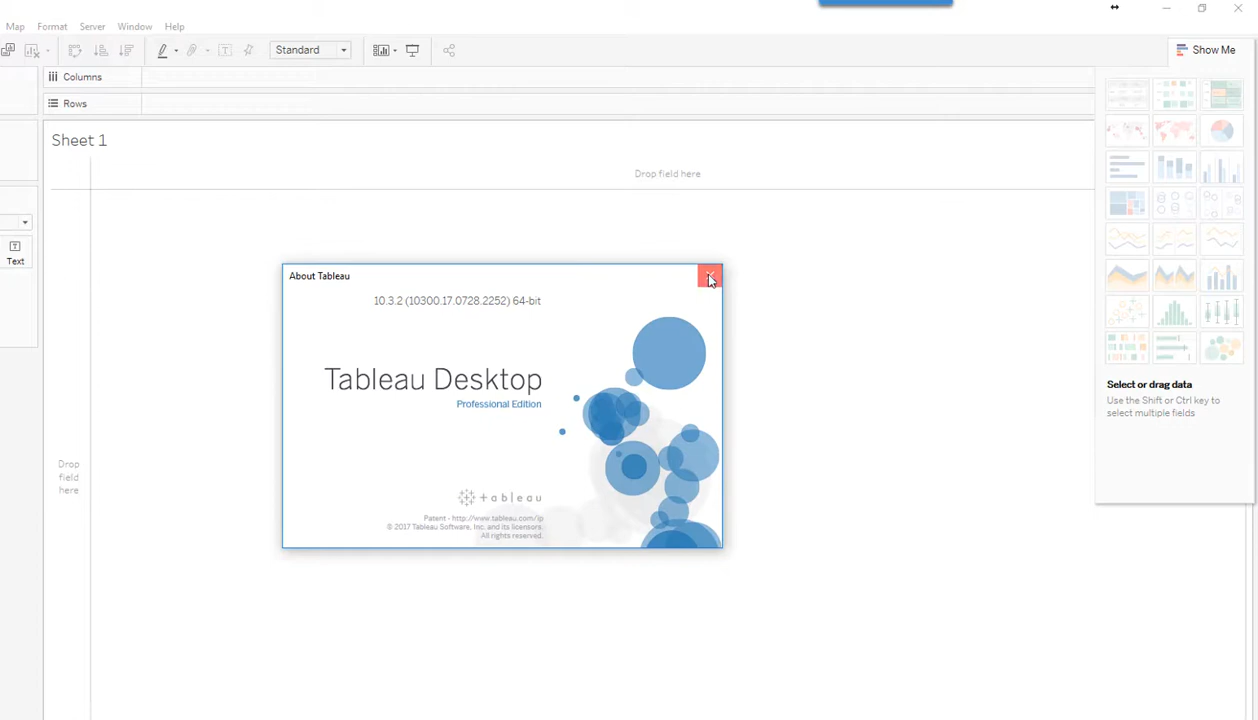 Map Format Server Window Help
Standard
Show Me
Columns
Rows
Sheet 1
Drop field here
Text
About Tableau
10.3.2 (10300.17.0728.2252) 64-bit
Tableau Desktop
Professional Edition
+ a b l e a u
Patent - http://www.tableau.com/ip
© 2017 Tableau Software, Inc. and its licensors.
All rights reserved.
Select or drag data
Use the Shift or Ctrl key to
select multiple fields
Drop
field
here